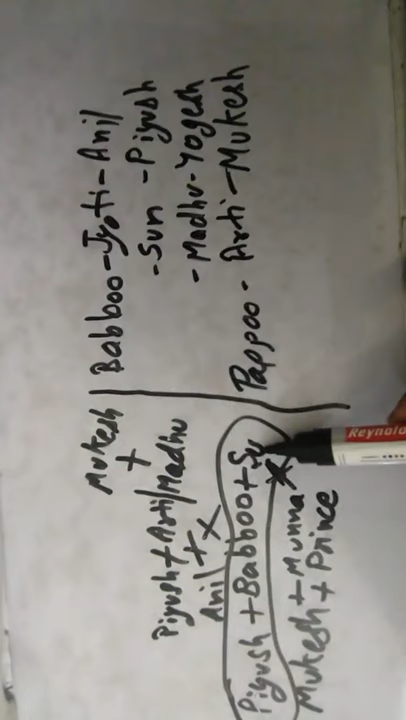 Mukesh | Babboo - Jyoti - Anil
+ - Sun - Piyush
Piyush + Arti/Madhu - Madhu - Yogesh
Anil + X Pappoo - Arti - Mukesh
Piyush + Babboo + Su
Mukesh + Munna X
+ Prince
Reynold